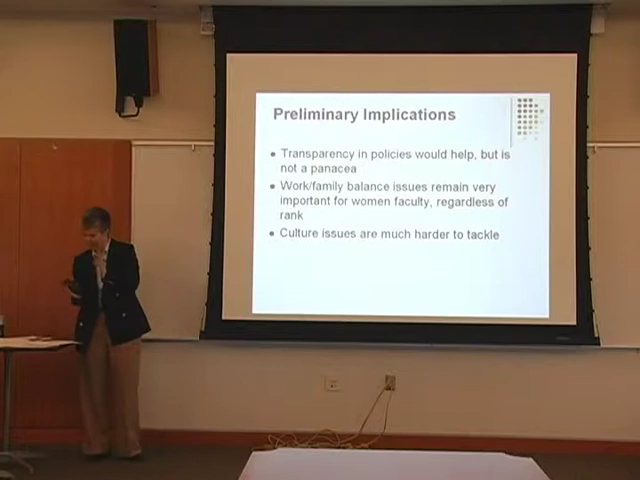 Preliminary Implications
• Transparency in policies would help, but is
not a panacea
• Work/family balance issues remain very
important for women faculty, regardless of
rank
• Culture issues are much harder to tackle